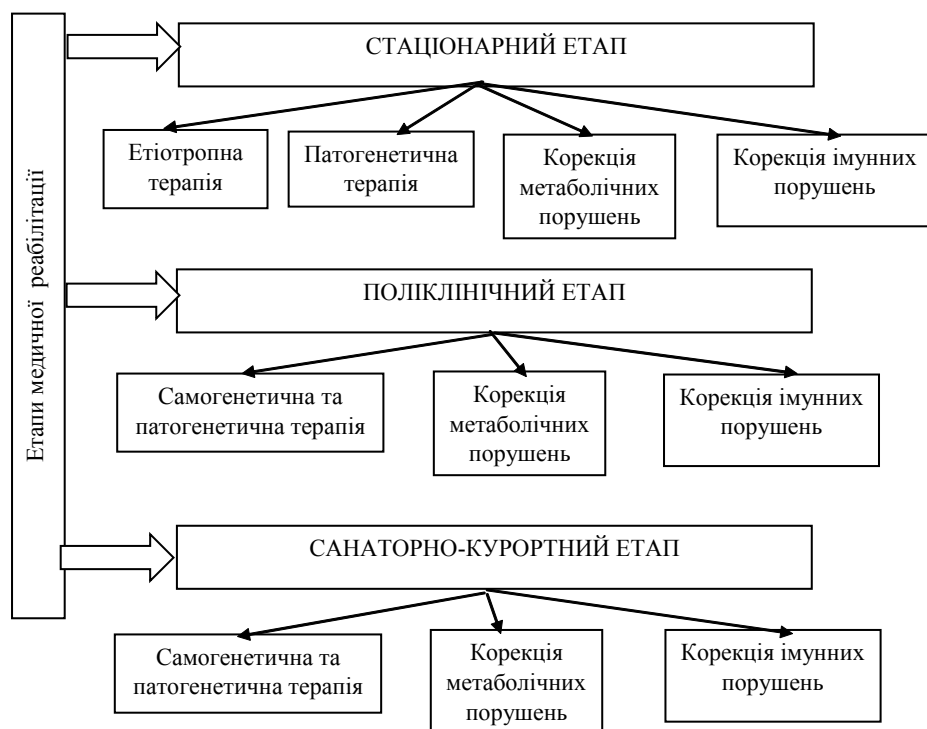 Етапи медичної реабілітації
СТАЦІОНАРНИЙ ЕТАП
Етіотропна
терапія
Патогенетична
терапія
Корекція
метаболічних
порушень
Корекція імунних
порушень
ПОЛІКЛІНІЧНИЙ ЕТАП
Самогенетична та
патогенетична терапія
Корекція
метаболічних
порушень
Корекція імунних
порушень
САНАТОРНО-КУРОРТНИЙ ЕТАП
Самогенетична та
патогенетична терапія
Корекція
метаболічних
порушень
Корекція імунних
порушень